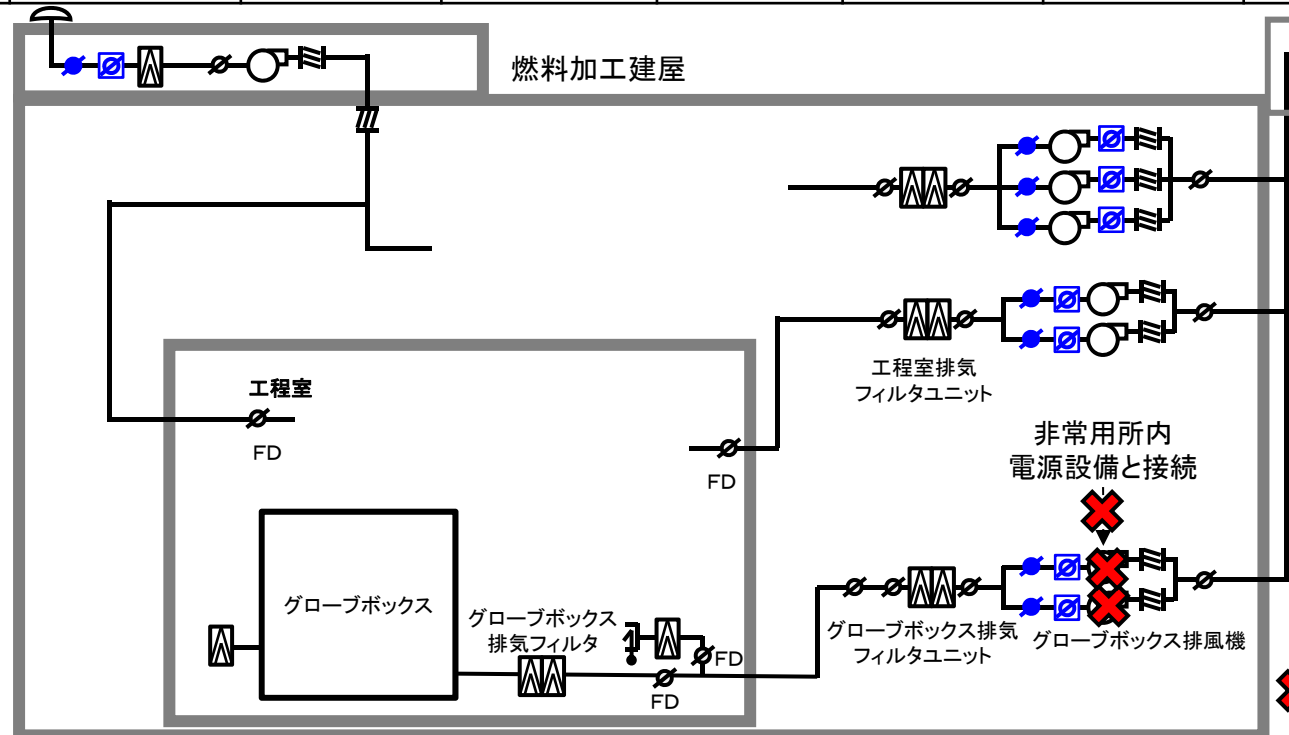 燃料加工建屋
工程室排気
フィルタユニット
工程室
FD
FD
非常用所内
電源設備と接続
グローブボックス
グローブボックス
排気フィルタ
FD
FD
グローブボックス排気
フィルタユニット
グローブボックス排風機